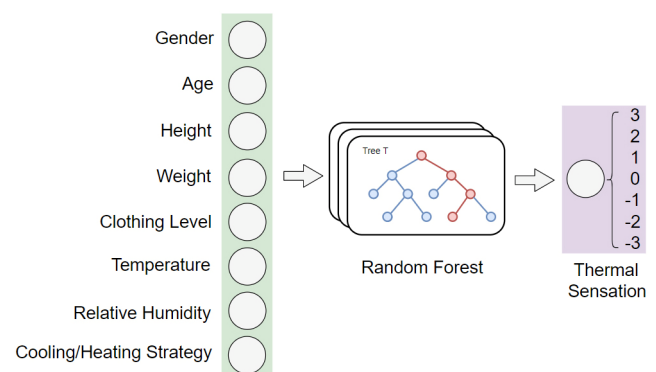 Gender
Age
Height
Weight
Clothing Level
Temperature
Relative Humidity
Cooling/Heating Strategy
Tree T
Random Forest
3
2
1
0
-1
-2
-3
Thermal
Sensation